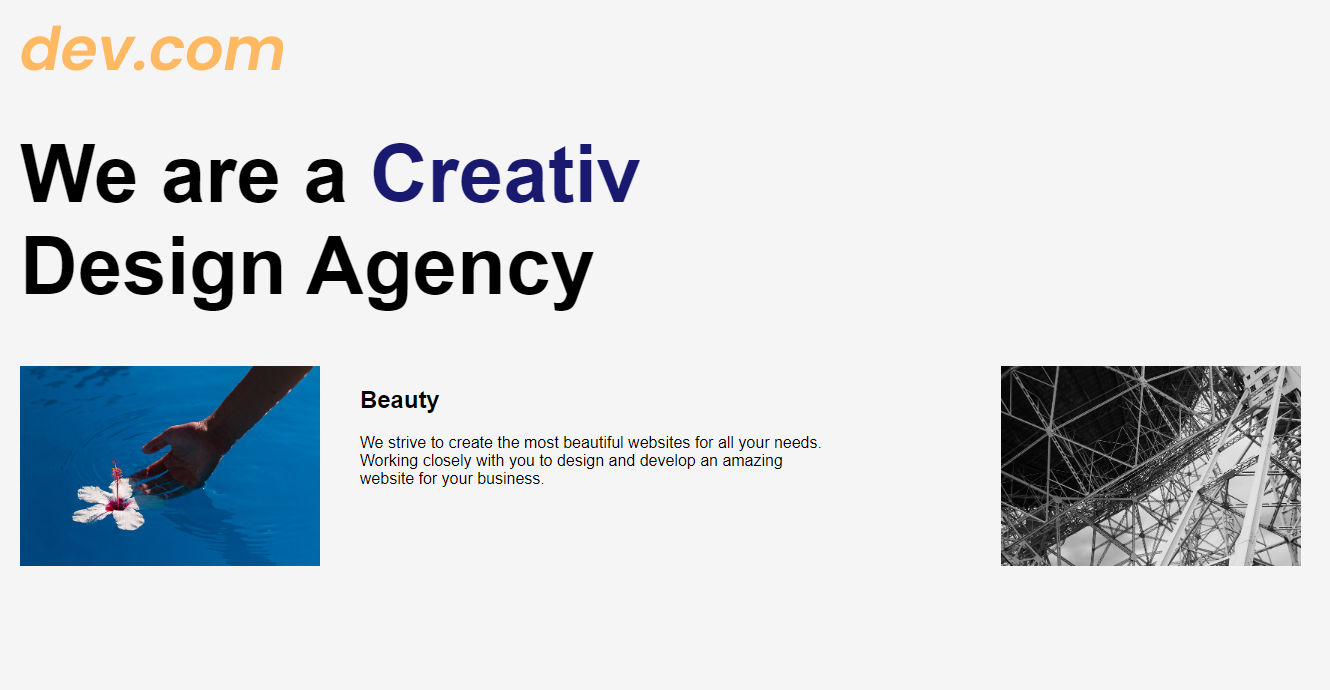 dev.com
We are a Creativ
Design Agency
Beauty
We strive to create the most beautiful websites for all your needs.
Working closely with you to design and develop an amazing
website for your business.